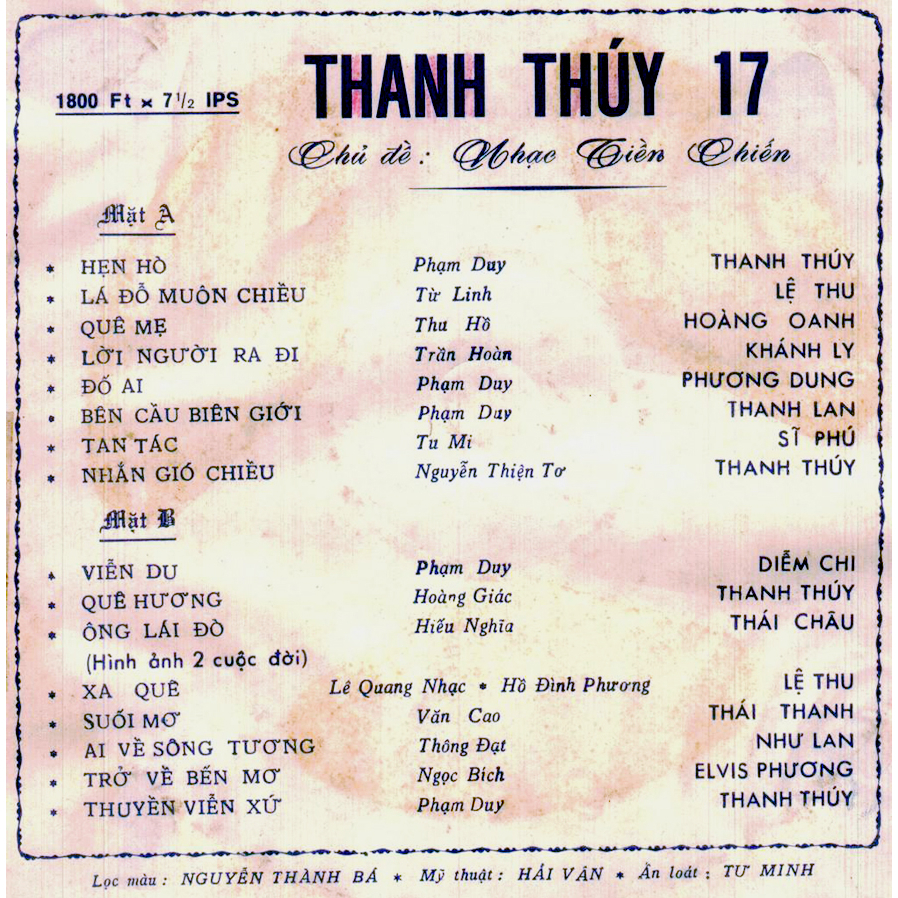 THANH THÚY 17
1800 Ft x 7 1/2 IPS
Chủ đề : Nhạc Tiền Chiến
Mặt A
* HẸN HÒ Phạm Duy THANH THÚY
* LÁ ĐỖ MUÔN CHIỀU Từ Linh LỆ THU
* QUÊ MẸ Thu Hồ HOÀNG OANH
* LỜI NGƯỜI RA ĐI Trần Hoàn KHÁNH LY
* ĐỐ AI Phạm Duy PHƯƠNG DUNG
* BÊN CẦU BIÊN GIỚI Phạm Duy THANH LAN
* TAN TÁC Tu Mi SĨ PHÚ
* NHẮN GIÓ CHIỀU Nguyễn Thiện Tơ THANH THÚY
Mặt B
* VIỄN DU Phạm Duy DIỄM CHI
* QUÊ HƯƠNG Hoàng Giác THANH THÚY
* ÔNG LÁI ĐÒ Hiếu Nghĩa THÁI CHÂU
(Hình ảnh 2 cuộc đời)
* XA QUÊ Lê Quang Nhạc * Hồ Đình Phương LỆ THU
* SUỐI MƠ Văn Cao THÁI THANH
* AI VỀ SÔNG TƯƠNG Thông Đạt NHƯ LAN
* TRỞ VỀ BẾN MƠ Ngọc Bích ELVIS PHƯƠNG
* THUYỀN VIỄN XỨ Phạm Duy THANH THÚY
Lọc màu : NGUYỄN THÀNH BÁ * Mỹ thuật : HẢI VÂN * Ấn loát : TƯ MINH